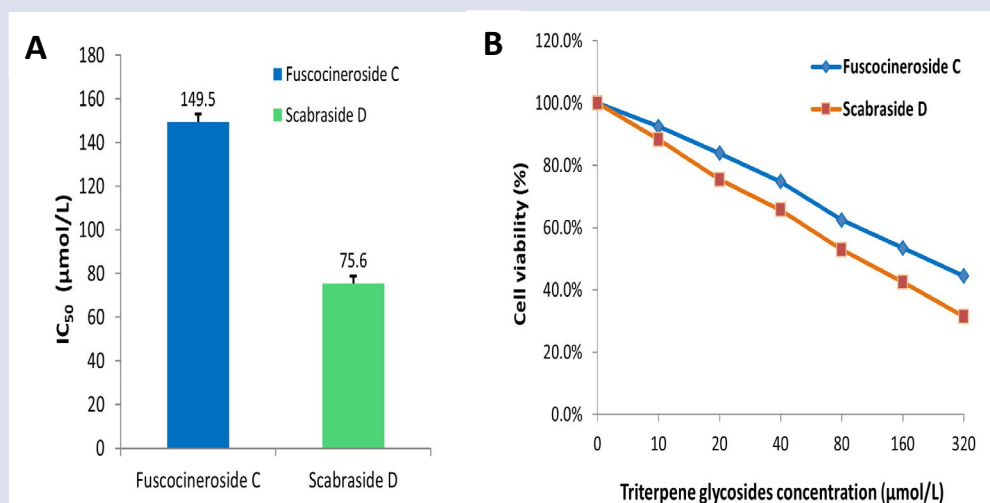 A
180
160
140
120
100
80
60
40
20
0
IC₅₀ (µmol/L)
149.5
75.6
Fuscocineroside C
Scabraside D
Fuscocineroside C
Scabraside D
B
120.0%
100.0%
80.0%
60.0%
40.0%
20.0%
0.0%
Cell viability (%)
Fuscocineroside C
Scabraside D
0 10 20 40 80 160 320
Triterpene glycosides concentration (µmol/L)